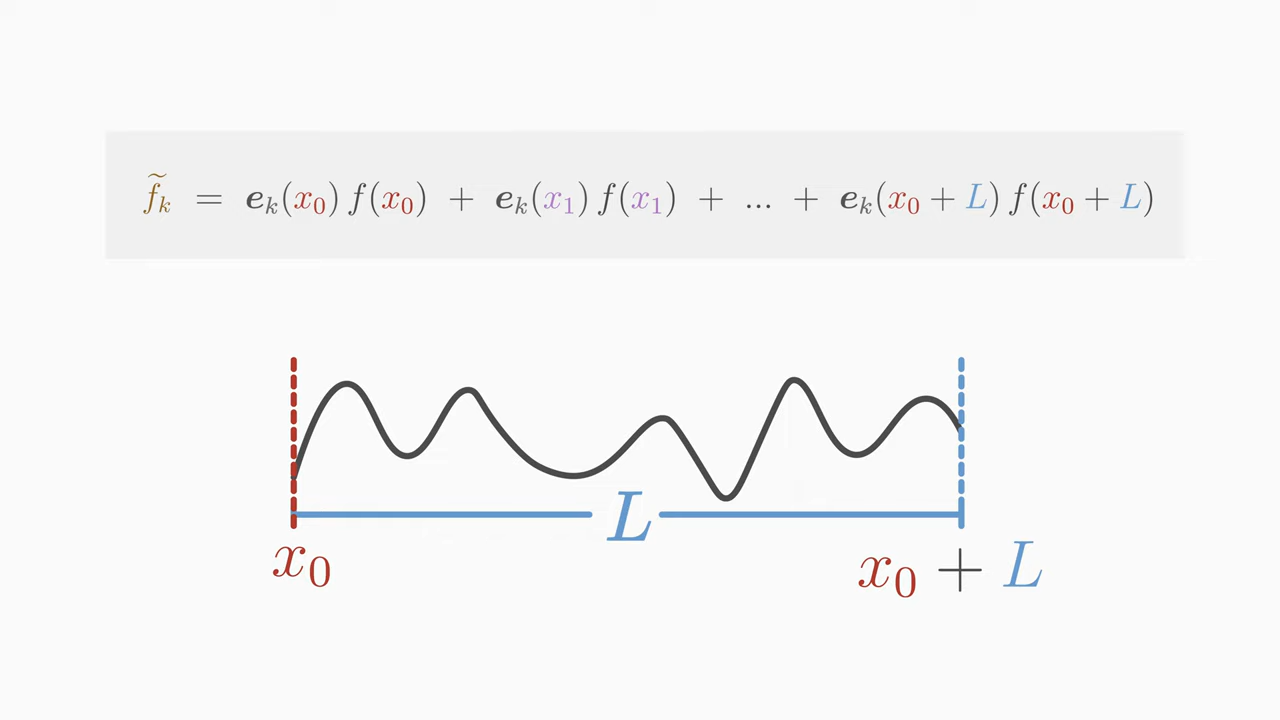 f̃ₖ = eₖ(x₀) f(x₀) + eₖ(x₁) f(x₁) + ... + eₖ(x₀ + L) f(x₀ + L)
L
x₀
x₀ + L